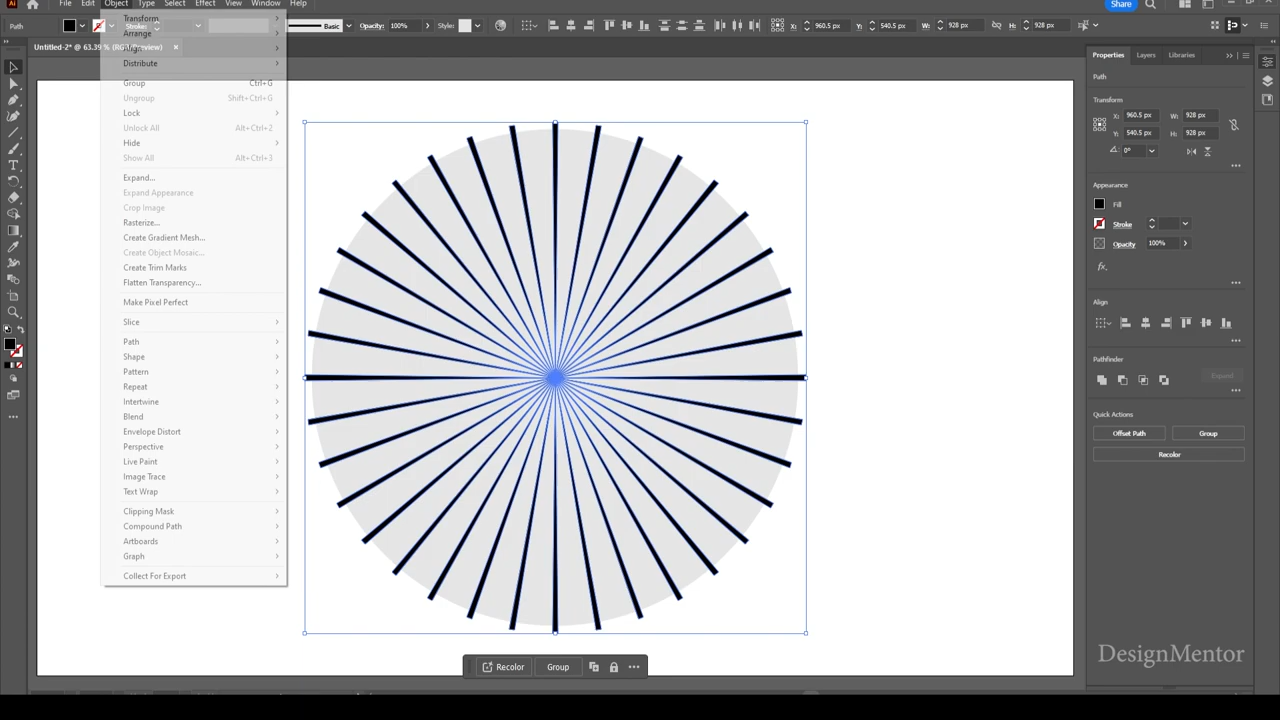 Ai File Edit Object Type Select Effect View Window Help Share
Path Stroke: Basic Opacity: 100% Style: X: 960.5 px Y: 540.5 px W: 928 px H: 928 px
Untitled-2* @ 63.39 % (RGB/Preview) ×
Transform
Arrange
Align
Distribute
Group Ctrl+G
Ungroup Shift+Ctrl+G
Lock
Unlock All Alt+Ctrl+2
Hide
Show All Alt+Ctrl+3
Expand...
Expand Appearance
Crop Image
Rasterize...
Create Gradient Mesh...
Create Object Mosaic...
Create Trim Marks
Flatten Transparency...
Make Pixel Perfect
Slice
Path
Shape
Pattern
Repeat
Intertwine
Blend
Envelope Distort
Perspective
Live Paint
Image Trace
Text Wrap
Clipping Mask
Compound Path
Artboards
Graph
Collect For Export
Recolor Group
Properties Layers Libraries
Path
Transform
X: 960.5 px W: 928 px
Y: 540.5 px H: 928 px
0°
Appearance
Fill
Stroke
Opacity 100%
fx.
Align
Pathfinder
Expand
Quick Actions
Offset Path Group
Recolor
DesignMentor